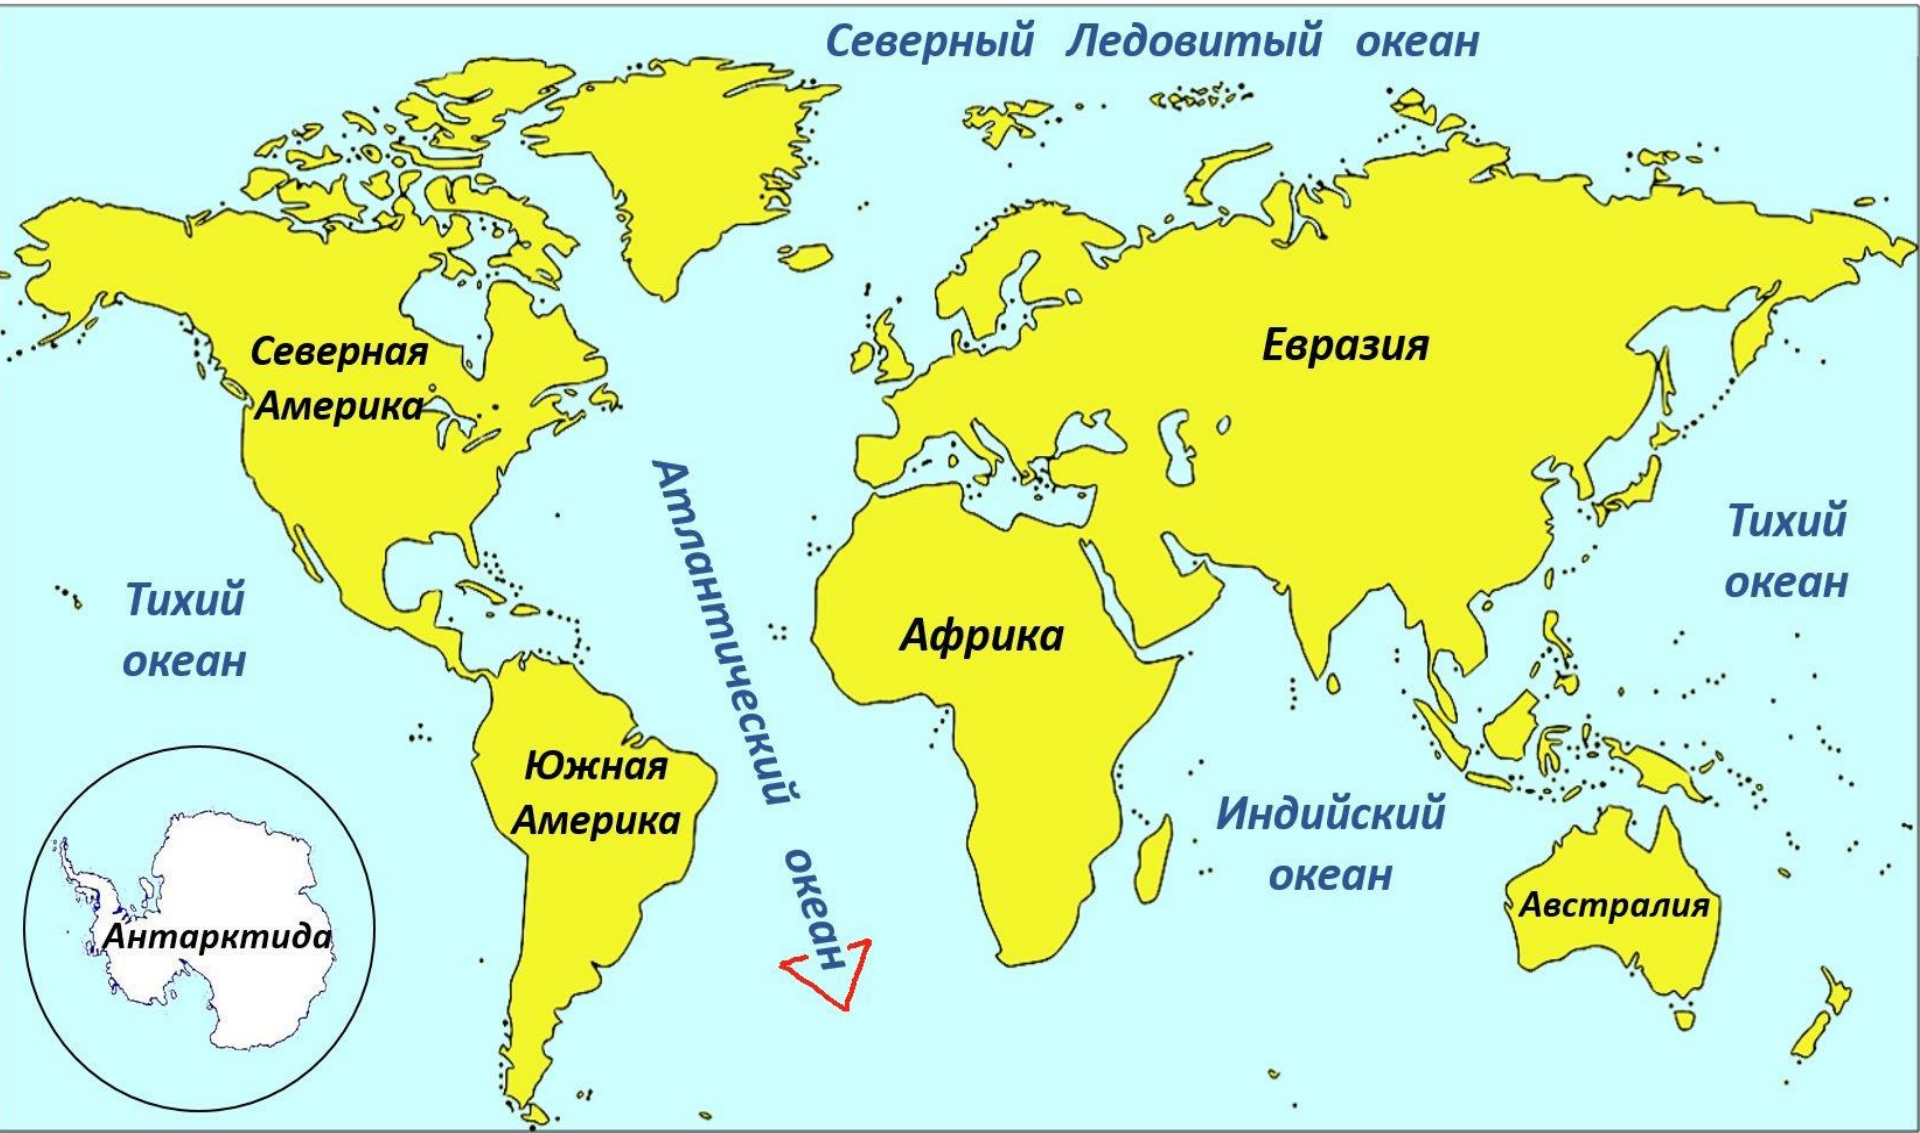 Северный Ледовитый океан
Северная
Америка
Евразия
Атлантический океан
Тихий
океан
Тихий
океан
Африка
Южная
Америка
Индийский
океан
Австралия
Антарктида